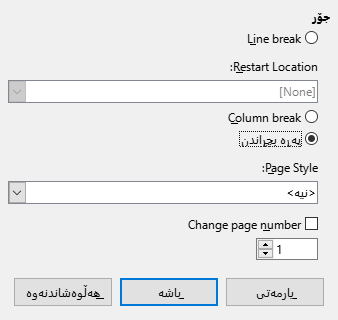 جۆر
Line break
Restart Location:
[None]
Column break
پەڕە بچڕاندن
Page Style:
<نیە>
Change page number
1
یارمەتی
باشە
هەڵوەشاندنەوە